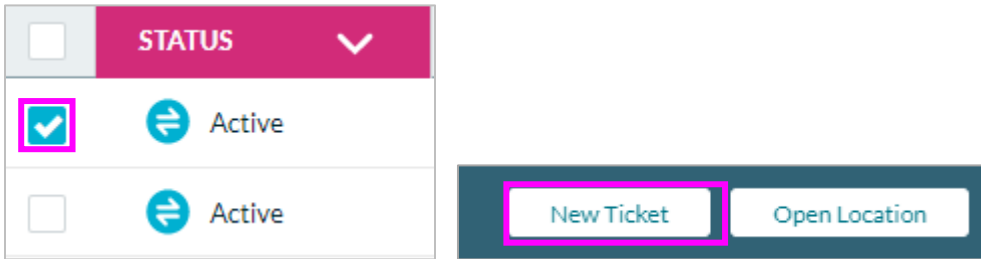 STATUS
Active
Active
New Ticket
Open Location